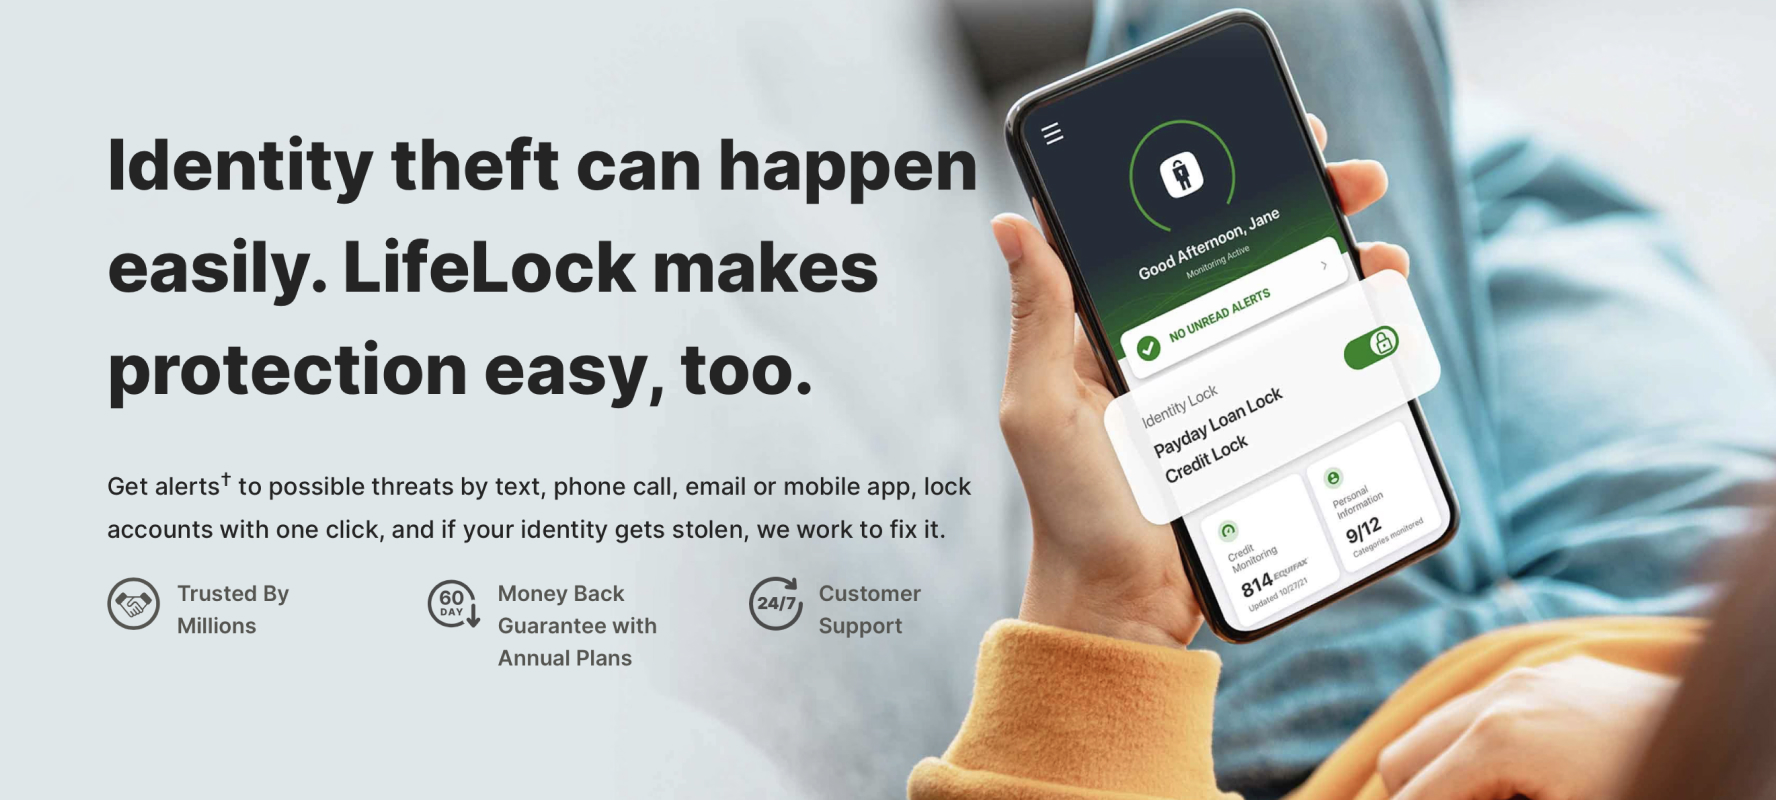 Identity theft can happen
easily. LifeLock makes
protection easy, too.
Get alerts† to possible threats by text, phone call, email or mobile app, lock
accounts with one click, and if your identity gets stolen, we work to fix it.
Trusted By
Millions
60
DAY
Money Back
Guarantee with
Annual Plans
24/7
Customer
Support
Good Afternoon, Jane
Monitoring Active
NO UNREAD ALERTS
Identity Lock
Payday Loan Lock
Credit Lock
Credit
Monitoring
814 EQUIFAX
Updated 10/27/21
Personal
Information
9/12
Categories monitored